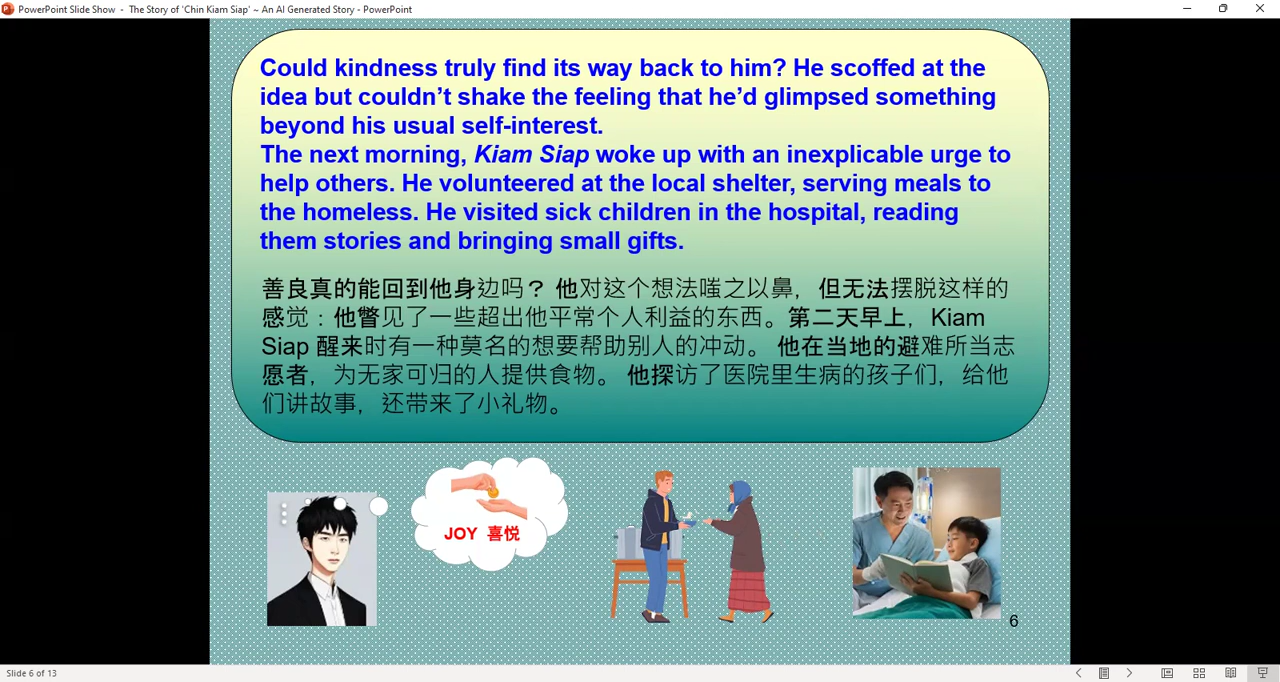 PowerPoint Slide Show - The Story of 'Chin Kiam Siap' ~ An AI Generated Story - PowerPoint
Could kindness truly find its way back to him? He scoffed at the
idea but couldn’t shake the feeling that he’d glimpsed something
beyond his usual self-interest.
The next morning, Kiam Siap woke up with an inexplicable urge to
help others. He volunteered at the local shelter, serving meals to
the homeless. He visited sick children in the hospital, reading
them stories and bringing small gifts.
善良真的能回到他身边吗？他对这个想法嗤之以鼻，但无法摆脱这样的
感觉：他瞥见了一些超出他平常个人利益的东西。第二天早上，Kiam
Siap 醒来时有一种莫名的想要帮助别人的冲动。 他在当地的避难所当志
愿者，为无家可归的人提供食物。 他探访了医院里生病的孩子们，给他
们讲故事，还带来了小礼物。
JOY 喜悦
6
Slide 6 of 13